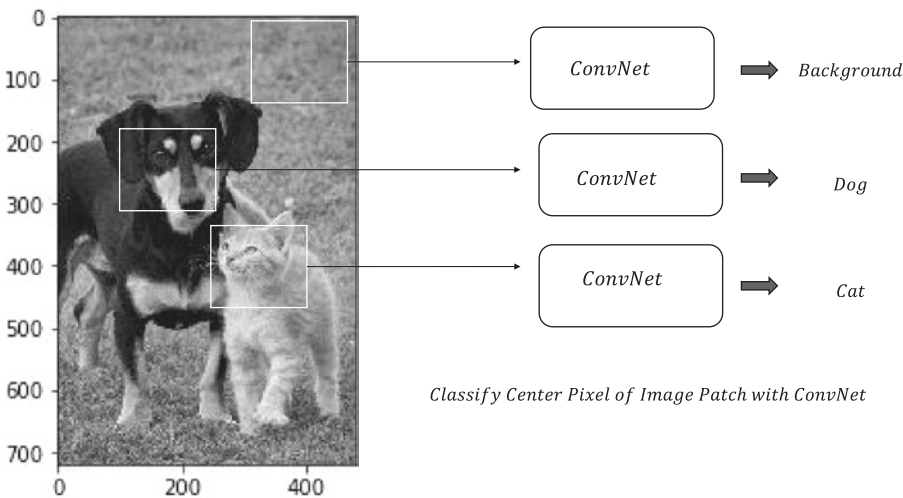 0
100
200
300
400
500
600
700
0 200 400
ConvNet
Background
ConvNet
Dog
ConvNet
Cat
Classify Center Pixel of Image Patch with ConvNet